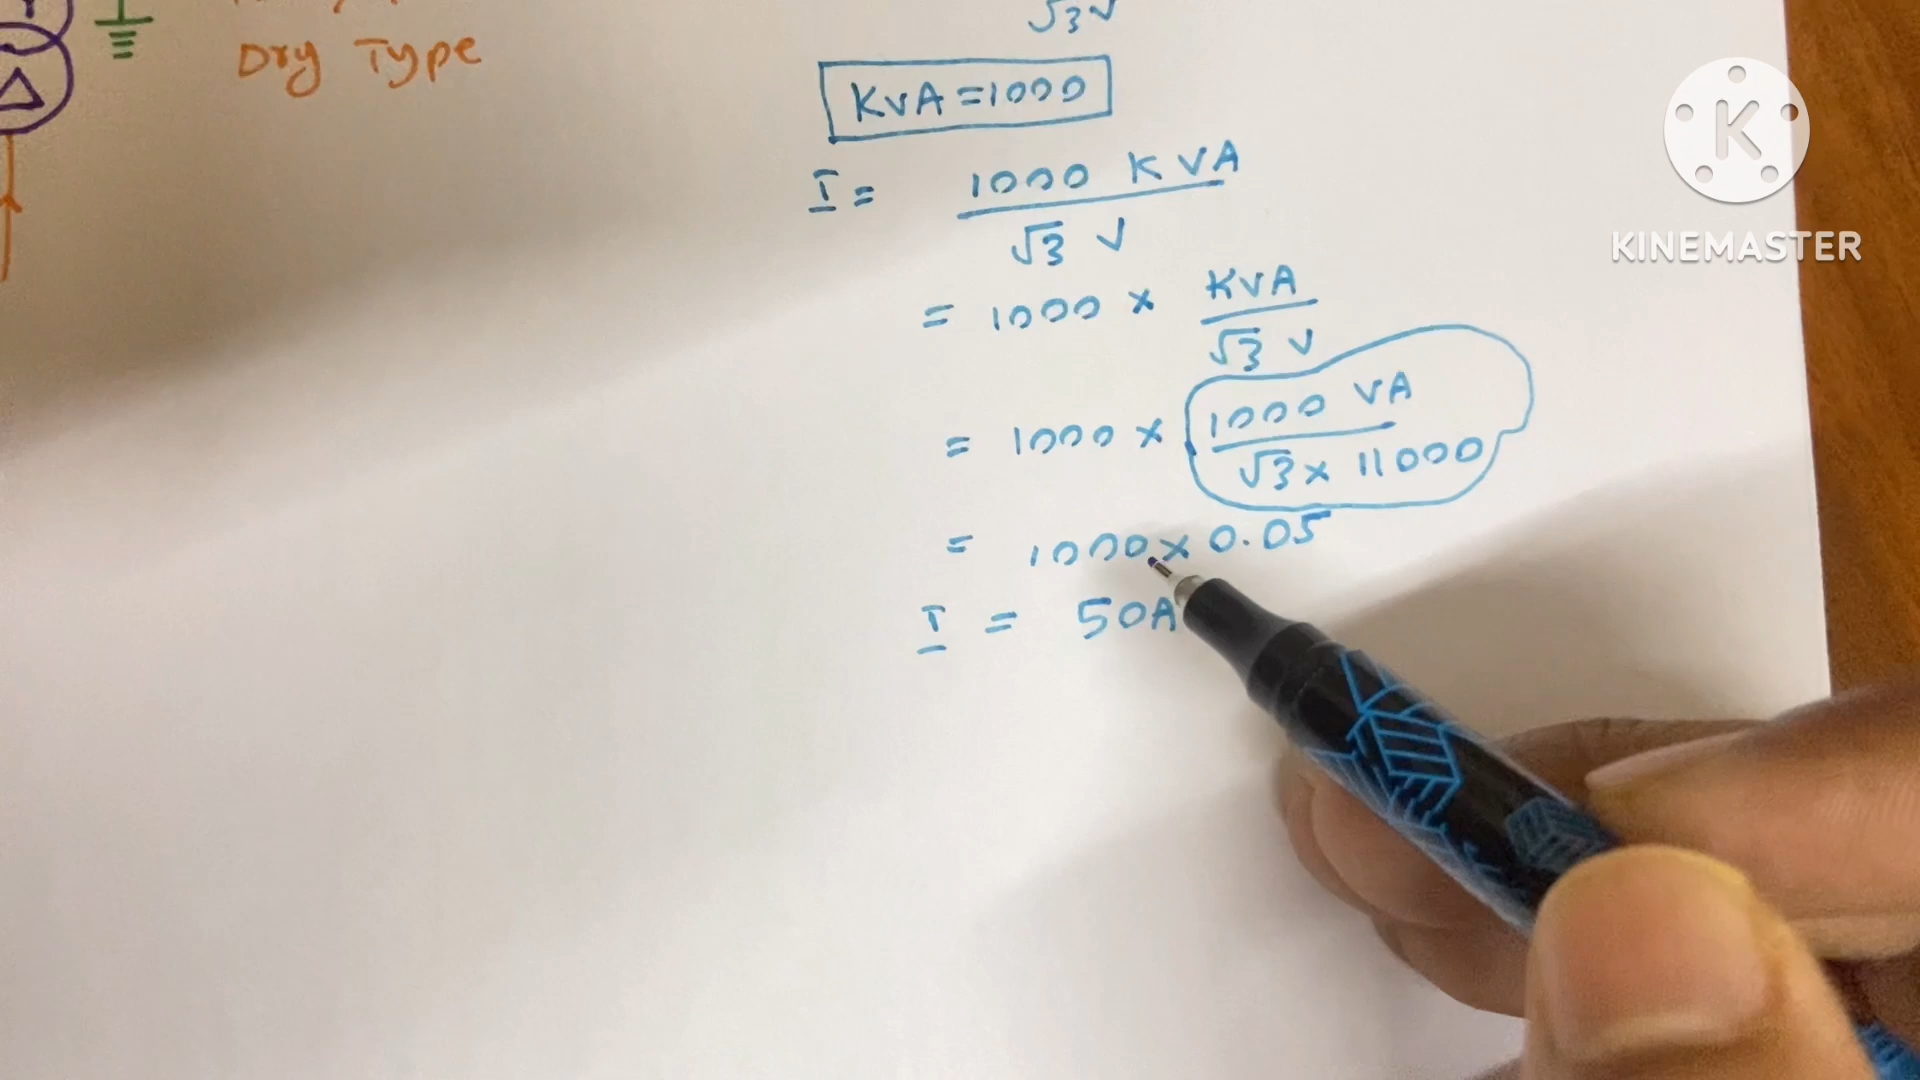 Dry Type
√3 V
KVA = 1000
I = 1000 KVA
√3 V
= 1000 × KVA
√3 V
= 1000 × 1000 VA
√3 × 11000
= 1000 × 0.05
I = 50A
K
KINEMASTER